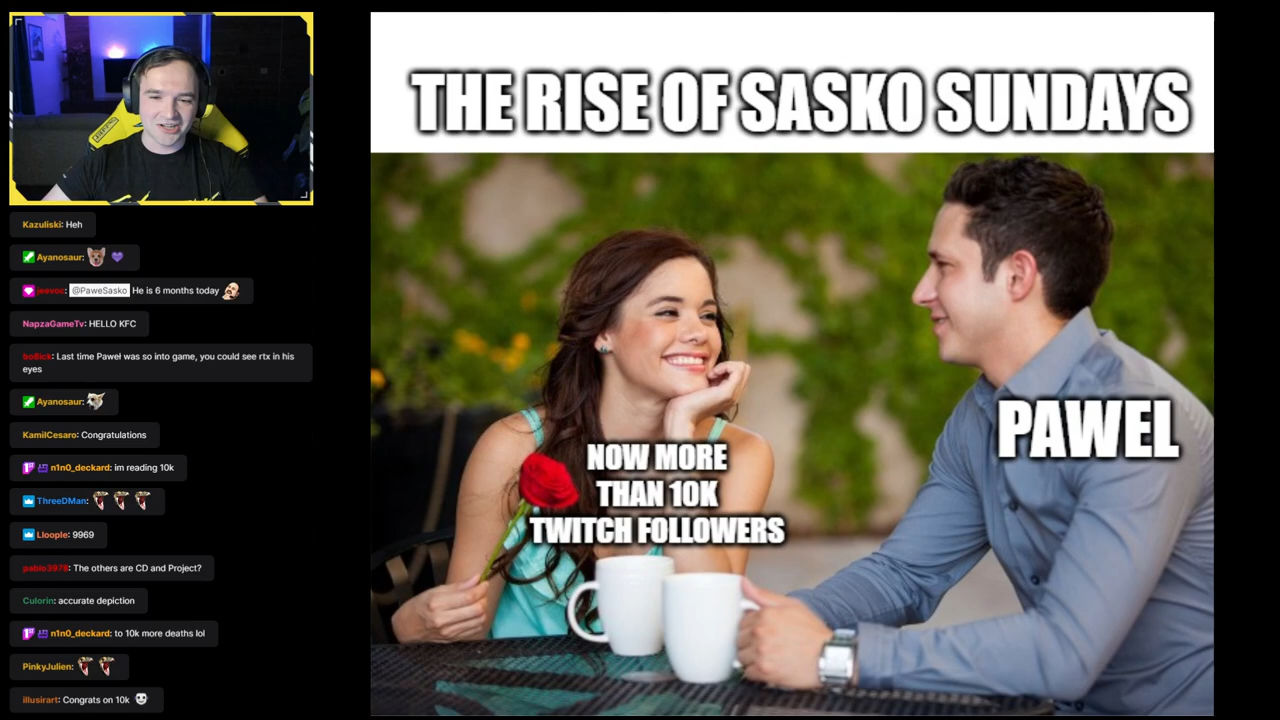 THE RISE OF SASKO SUNDAYS
NOW MORE
THAN 10K
TWITCH FOLLOWERS
PAWEL
Kazuliski: Heh
Ayanosaur:
jeevoo: @PaweSasko He is 6 months today
NapzaGameTv: HELLO KFC
bo8ick: Last time Paweł was so into game, you could see rtx in his
eyes
Ayanosaur:
KamilCesaro: Congratulations
n1n0_deckard: im reading 10k
ThreeDMan:
Lloople: 9969
pablo3978: The others are CD and Project?
Culorin: accurate depiction
n1n0_deckard: to 10k more deaths lol
PinkyJulien:
illusirart: Congrats on 10k